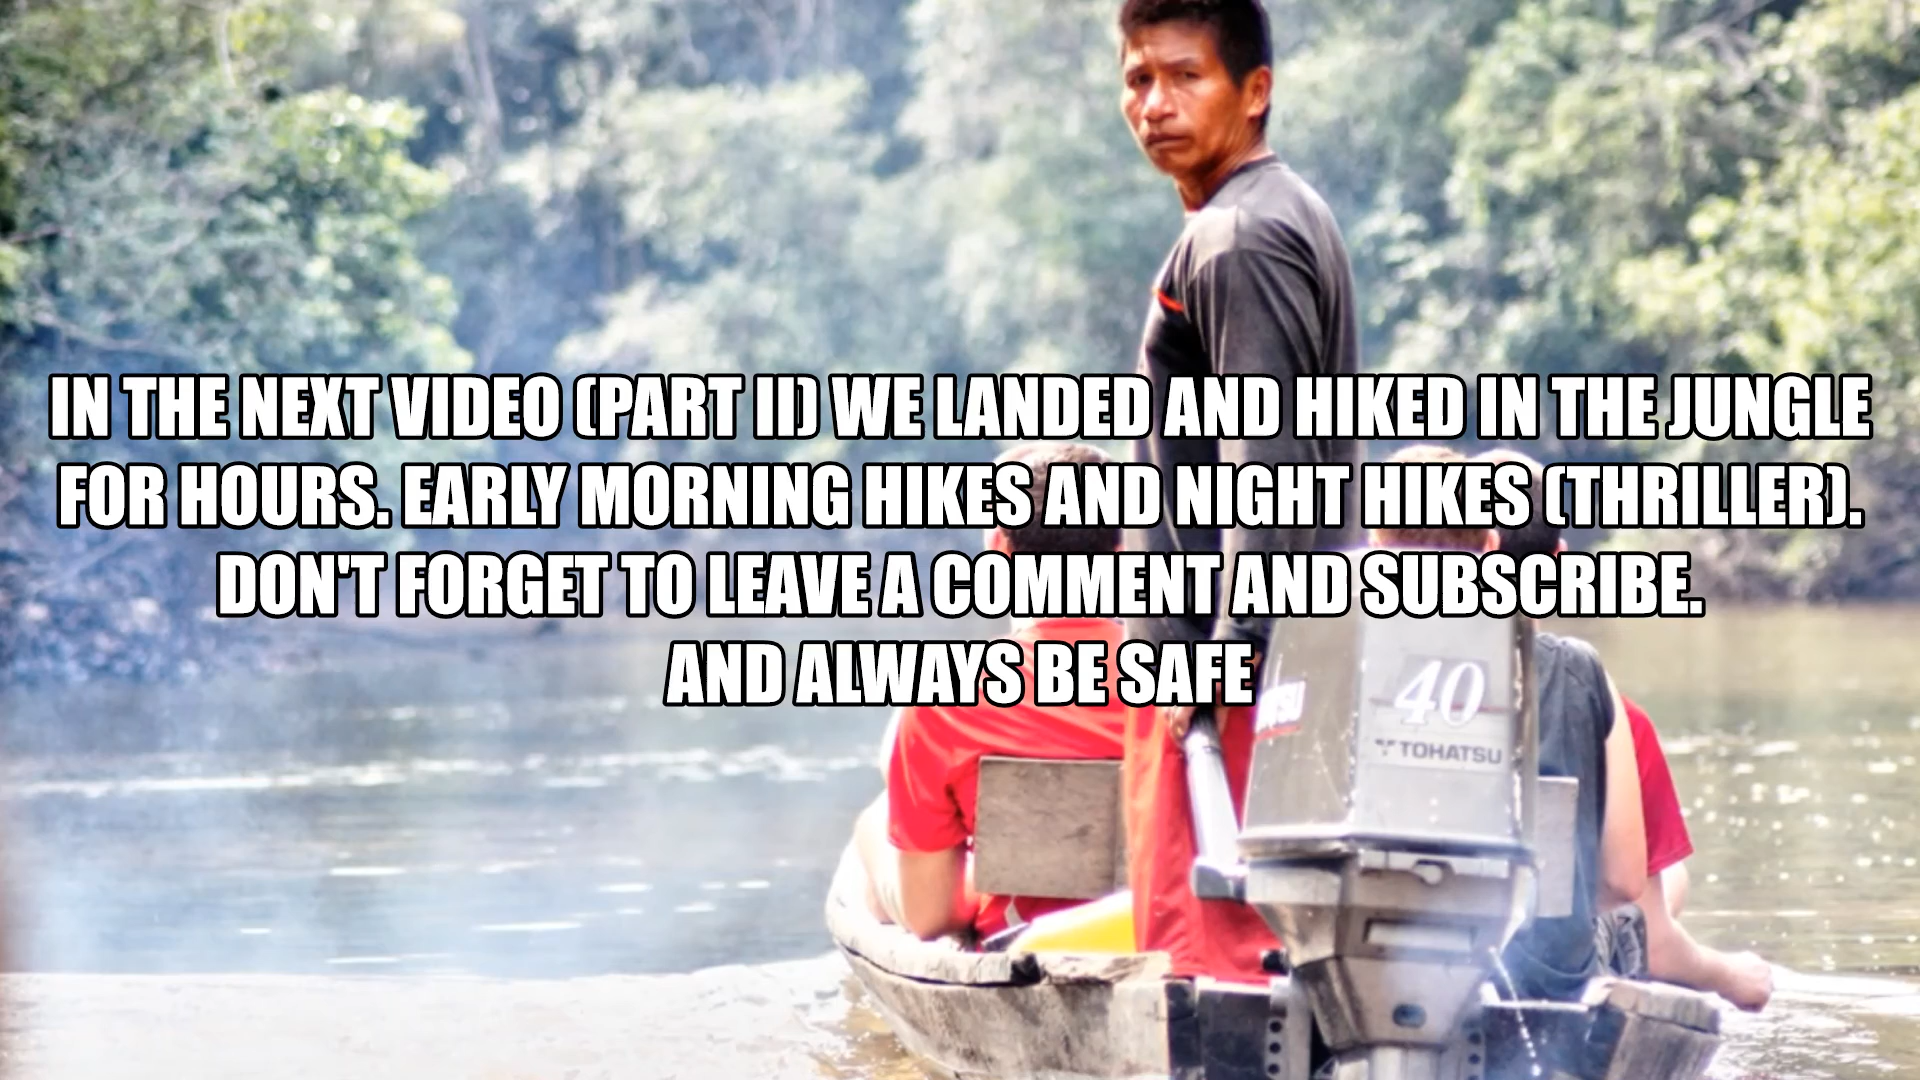 IN THE NEXT VIDEO (PART II) WE LANDED AND HIKED IN THE JUNGLE
FOR HOURS. EARLY MORNING HIKES AND NIGHT HIKES (THRILLER).
DON'T FORGET TO LEAVE A COMMENT AND SUBSCRIBE.
AND ALWAYS BE SAFE
40
TOHATSU